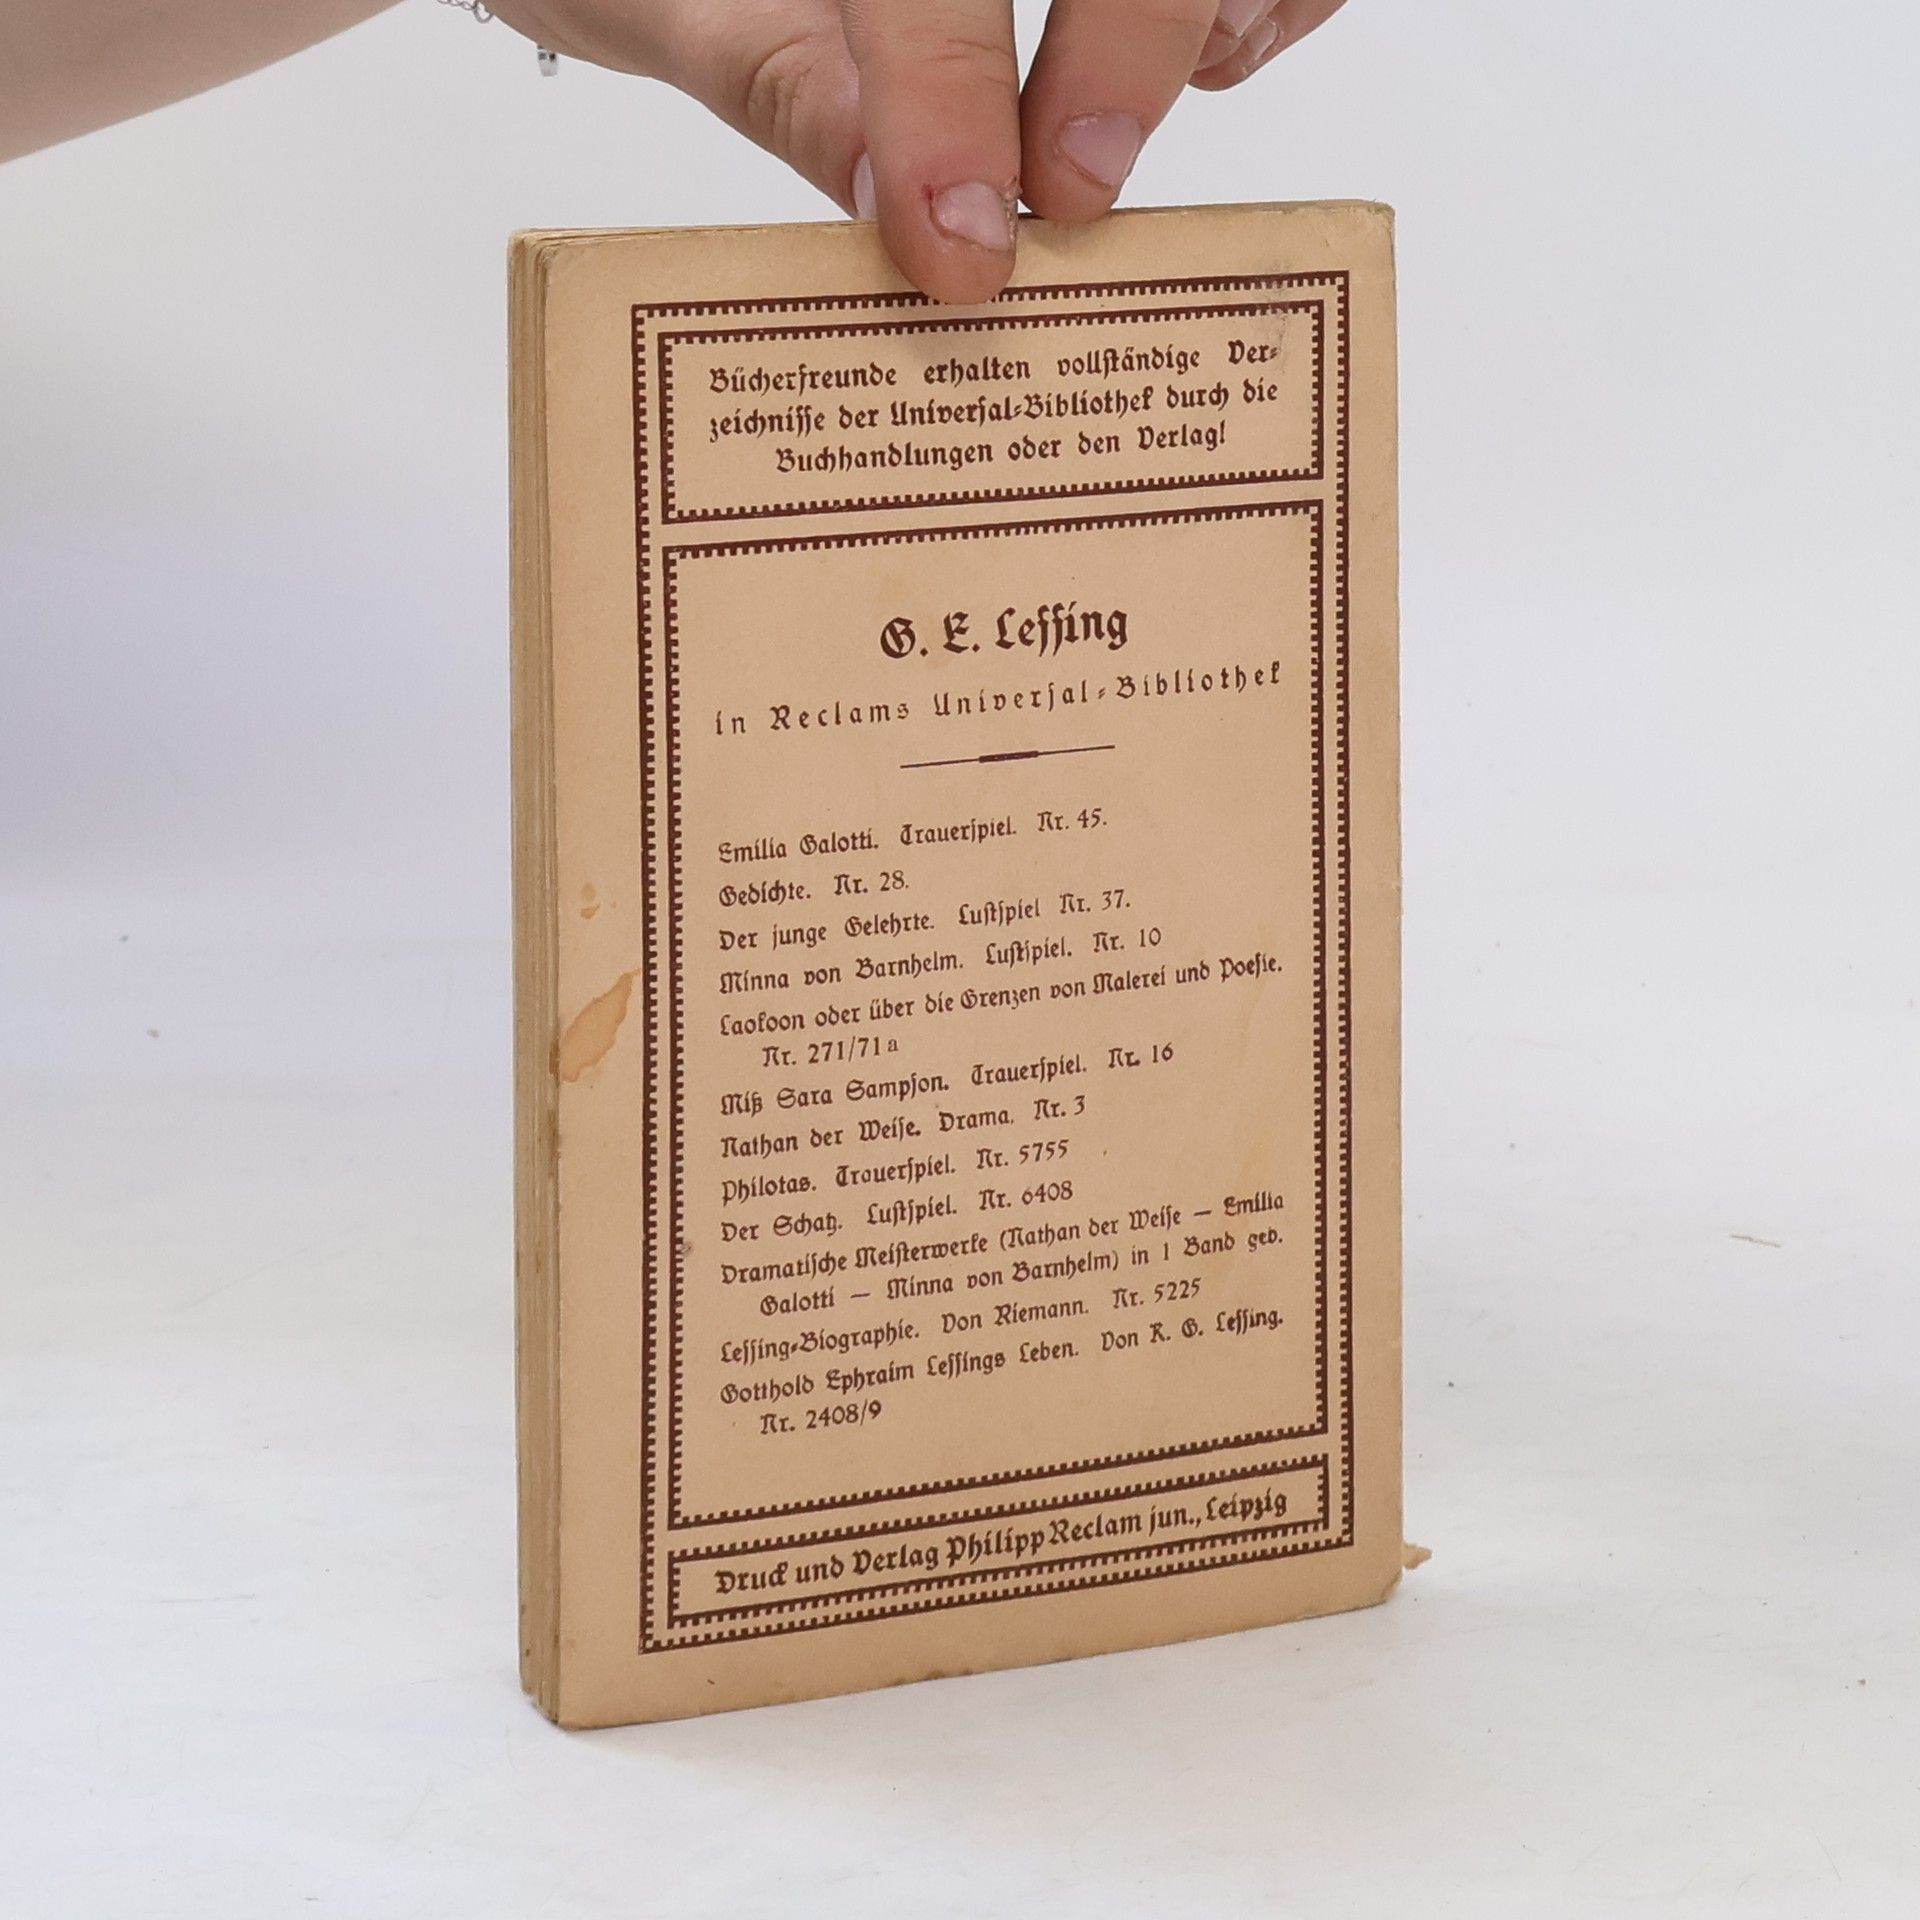 Bücherfreunde erhalten vollständige Ver-
zeichnisse der Universal-Bibliothek durch die
Buchhandlungen oder den Verlag!
G. E. Lessing
in Reclams Universal-Bibliothek
Emilia Galotti. Trauerspiel. Nr. 45.
Gedichte. Nr. 28.
Der junge Gelehrte. Lustspiel Nr. 37.
Minna von Barnhelm. Lustspiel. Nr. 10
Laokoon oder über die Grenzen von Malerei und Poesie.
Nr. 271/71a
Miß Sara Sampson. Trauerspiel. Nr. 16
Nathan der Weise. Drama. Nr. 3
Philotas. Trauerspiel. Nr. 5755
Der Schatz. Lustspiel. Nr. 6408
Dramatische Meisterwerke (Nathan der Weise — Emilia
Galotti — Minna von Barnhelm) in 1 Band geb.
Lessing-Biographie. Von Riemann. Nr. 5225
Gotthold Ephraim Lessings Leben. Von K. G. Lessing.
Nr. 2408/9
Druck und Verlag Philipp Reclam jun., Leipzig